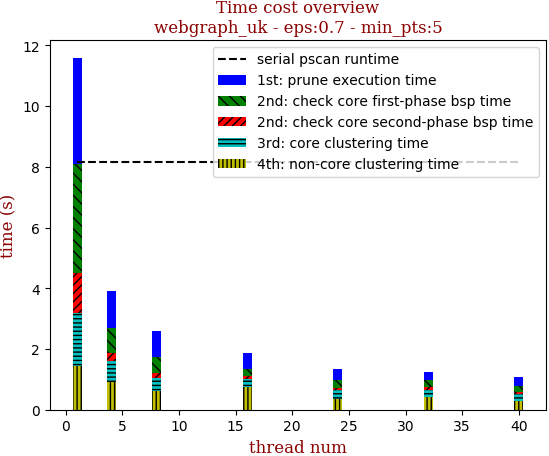 Time cost overview
webgraph_uk - eps:0.7 - min_pts:5
serial pscan runtime
1st: prune execution time
2nd: check core first-phase bsp time
2nd: check core second-phase bsp time
3rd: core clustering time
4th: non-core clustering time
time (s)
12
10
8
6
4
2
0
0 5 10 15 20 25 30 35 40
thread num